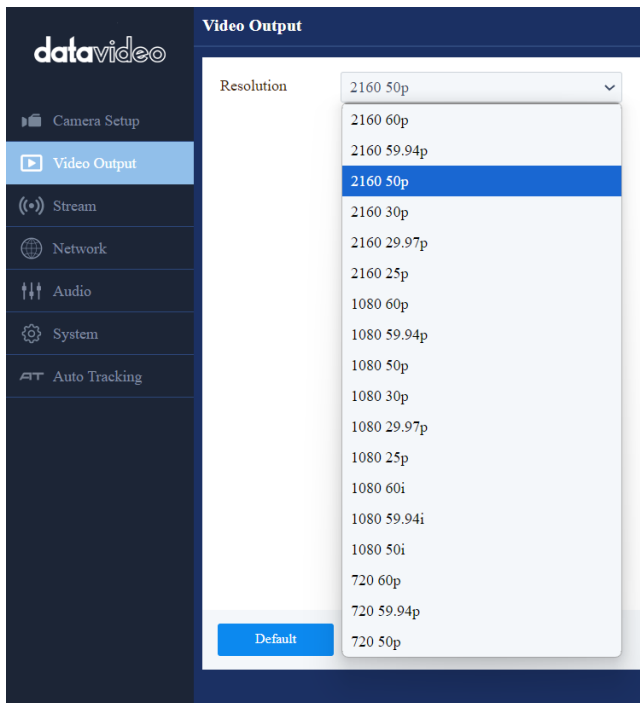 datavideo
Camera Setup
Video Output
Stream
Network
Audio
System
AT Auto Tracking
Video Output
Resolution
2160 50p
2160 60p
2160 59.94p
2160 50p
2160 30p
2160 29.97p
2160 25p
1080 60p
1080 59.94p
1080 50p
1080 30p
1080 29.97p
1080 25p
1080 60i
1080 59.94i
1080 50i
720 60p
720 59.94p
720 50p
Default